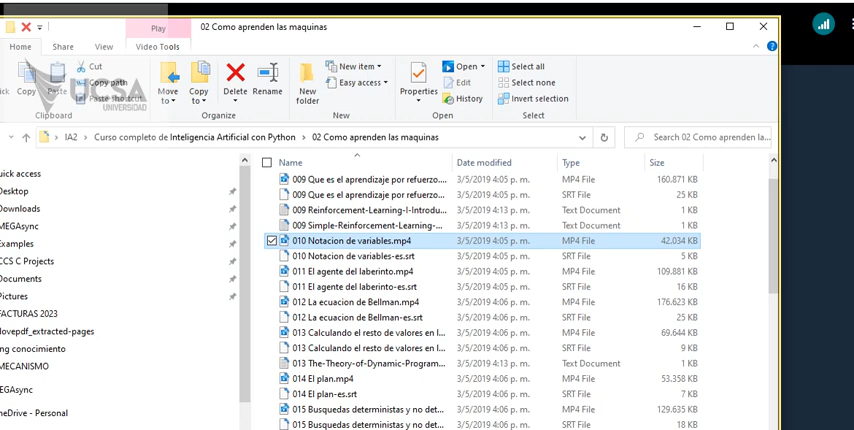 Play
02 Como aprenden las maquinas
Home Share View Video Tools
Cut
Copy path
Paste shortcut
Copy Paste
Clipboard
UCSA
UNIVERSIDAD
Move to
Copy to
Delete Rename
Organize
New folder
New item
Easy access
New
Properties
Open
Edit
History
Open
Select all
Select none
Invert selection
Select
IA2 > Curso completo de Inteligencia Artificial con Python > 02 Como aprenden las maquinas
Search 02 Como aprenden la...
uick access
Desktop
Downloads
MEGAsync
Examples
CCS C Projects
Documents
Pictures
FACTURAS 2023
ilovepdf_extracted-pages
ng conocimiento
MECANISMO
MEGAsync
neDrive - Personal
Name Date modified Type Size
009 Que es el aprendizaje por refuerzo.... 3/5/2019 4:05 p. m. MP4 File 160.871 KB
009 Que es el aprendizaje por refuerzo... 3/5/2019 4:05 p. m. SRT File 25 KB
009 Reinforcement-Learning-I-Introdu... 3/5/2019 4:13 p. m. Text Document 1 KB
009 Simple-Reinforcement-Learning-... 3/5/2019 4:13 p. m. Text Document 1 KB
010 Notacion de variables.mp4 3/5/2019 4:05 p. m. MP4 File 42.034 KB
010 Notacion de variables-es.srt 3/5/2019 4:05 p. m. SRT File 5 KB
011 El agente del laberinto.mp4 3/5/2019 4:05 p. m. MP4 File 109.881 KB
011 El agente del laberinto-es.srt 3/5/2019 4:05 p. m. SRT File 16 KB
012 La ecuacion de Bellman.mp4 3/5/2019 4:06 p. m. MP4 File 176.623 KB
012 La ecuacion de Bellman-es.srt 3/5/2019 4:06 p. m. SRT File 25 KB
013 Calculando el resto de valores en l... 3/5/2019 4:06 p. m. MP4 File 69.644 KB
013 Calculando el resto de valores en l... 3/5/2019 4:06 p. m. SRT File 9 KB
013 The-Theory-of-Dynamic-Program... 3/5/2019 4:13 p. m. Text Document 1 KB
014 El plan.mp4 3/5/2019 4:06 p. m. MP4 File 53.358 KB
014 El plan-es.srt 3/5/2019 4:06 p. m. SRT File 7 KB
015 Busquedas deterministas y no det... 3/5/2019 4:06 p. m. MP4 File 129.635 KB
015 Busquedas deterministas y no det... 3/5/2019 4:06 p. m. SRT File 18 KB